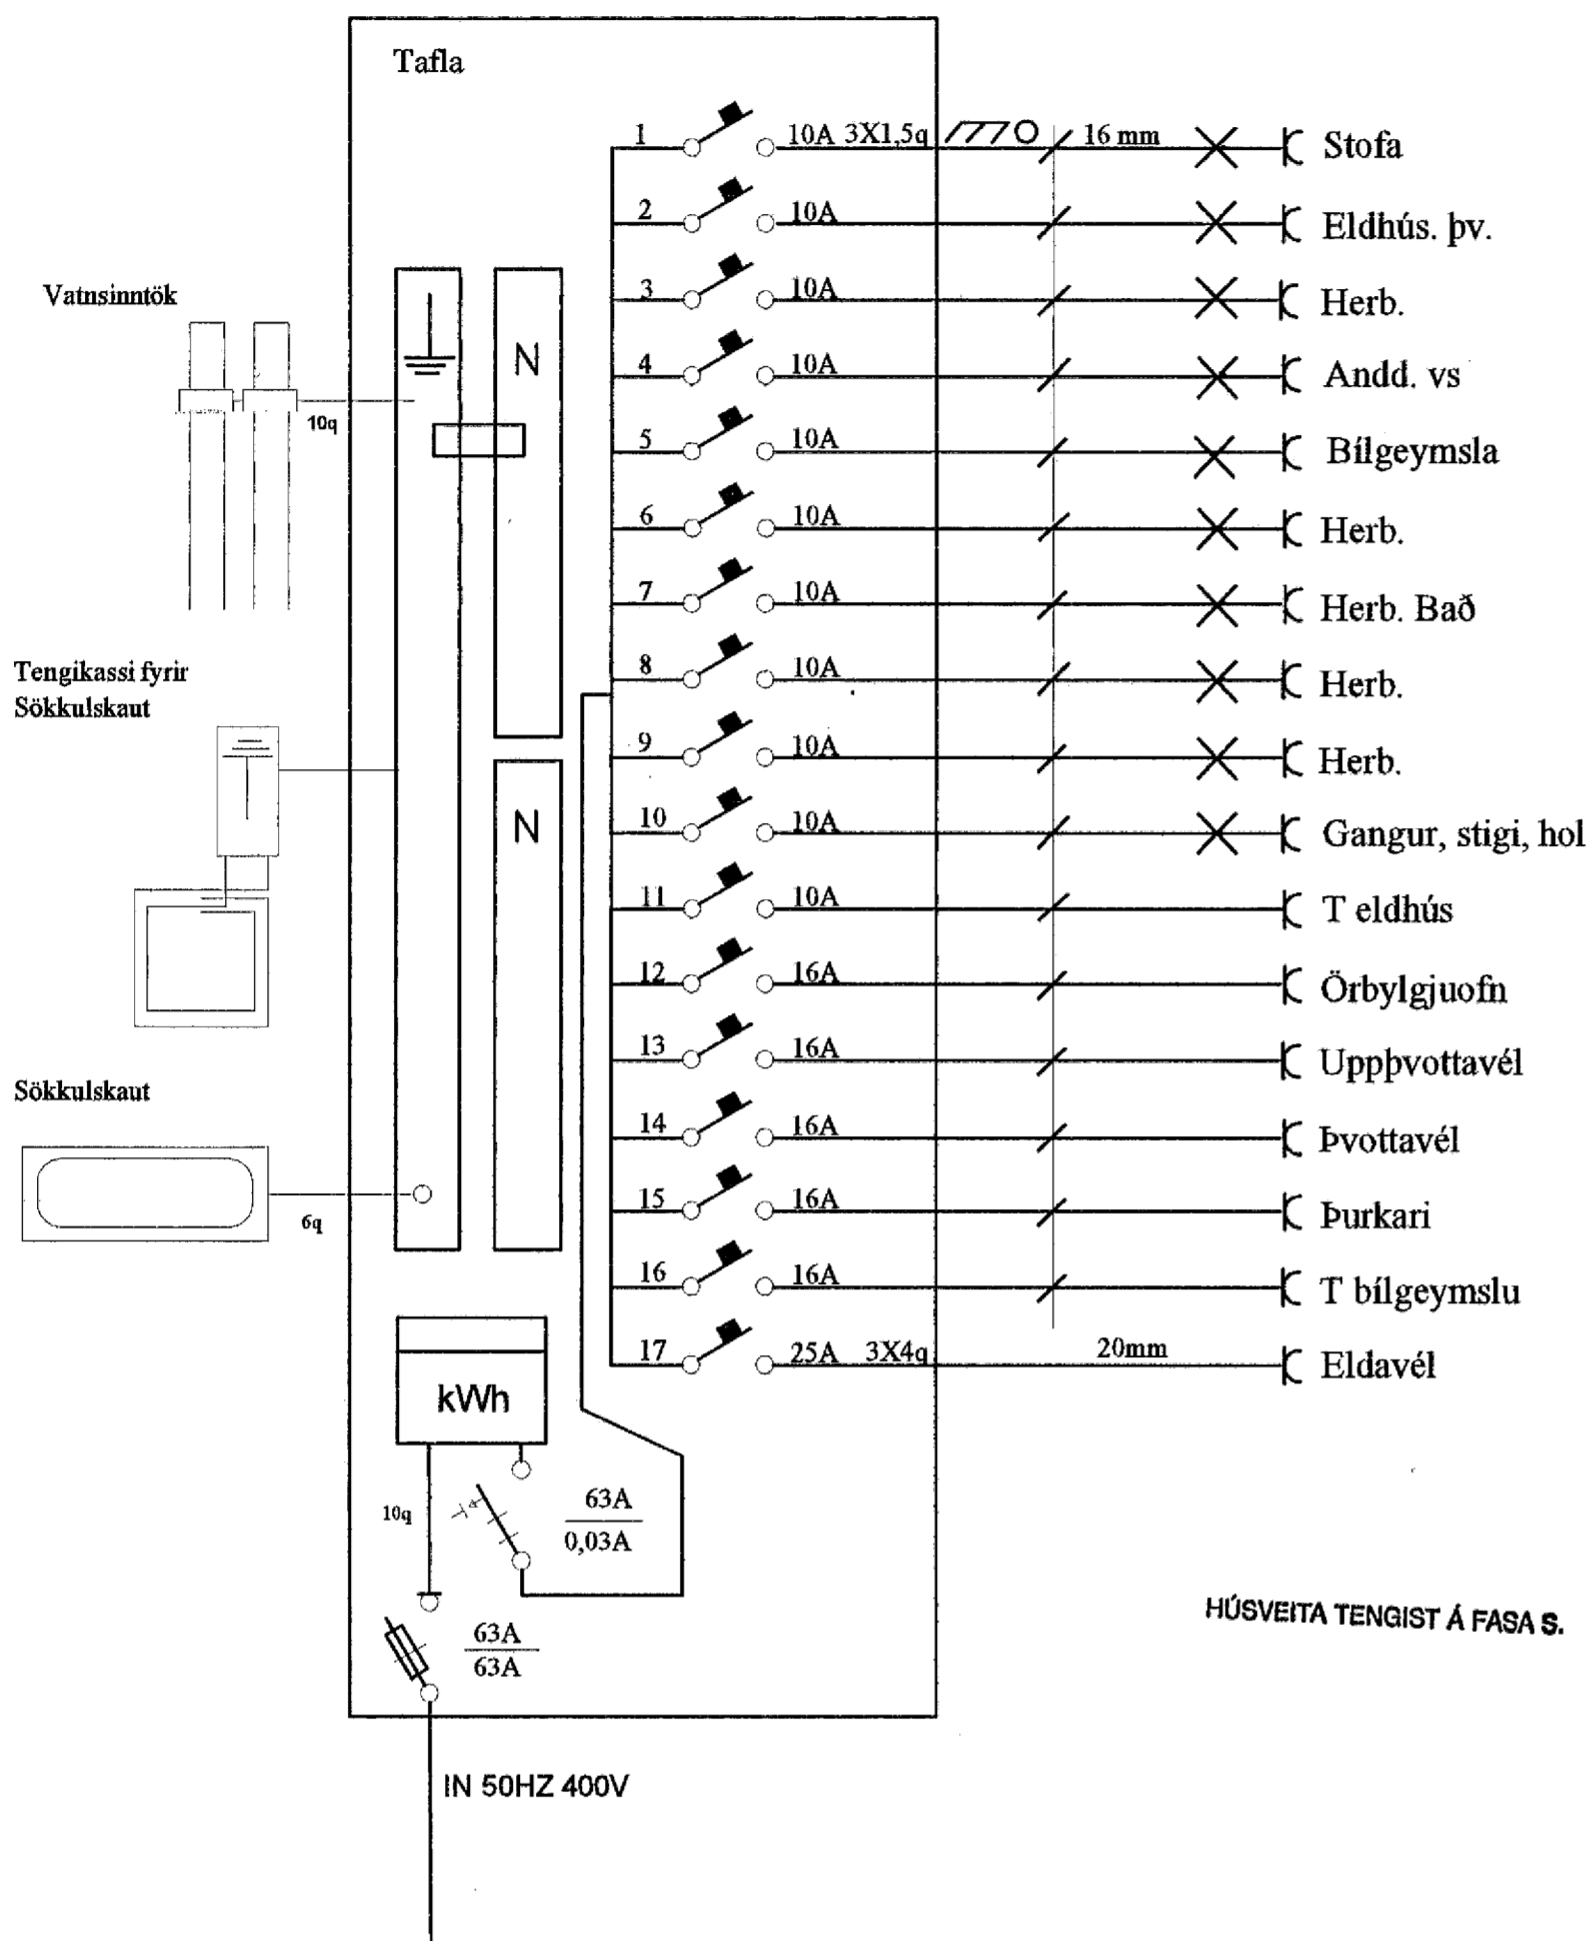 Tafla
1 10A 3X1,5q 16 mm Stofa
2 10A Eldhús. þv.
3 10A Herb.
4 10A Andd. vs
5 10A Bílgeymsla
6 10A Herb.
7 10A Herb. Bað
8 10A Herb.
9 10A Herb.
10 10A Gangur, stigi, hol
11 10A T eldhús
12 16A Örbylgjuofn
13 16A Uppþvottavél
14 16A Þvottavél
15 16A Þurkari
16 16A T bílgeymslu
17 25A 3X4q 20mm Eldavél
Vatnsinntök
10q
N
Tengikassi fyrir
Sökkulskaut
N
Sökkulskaut
6q
kWh
10q
63A
0,03A
63A
63A
HÚSVEITA TENGIST Á FASA S.
IN 50HZ 400V